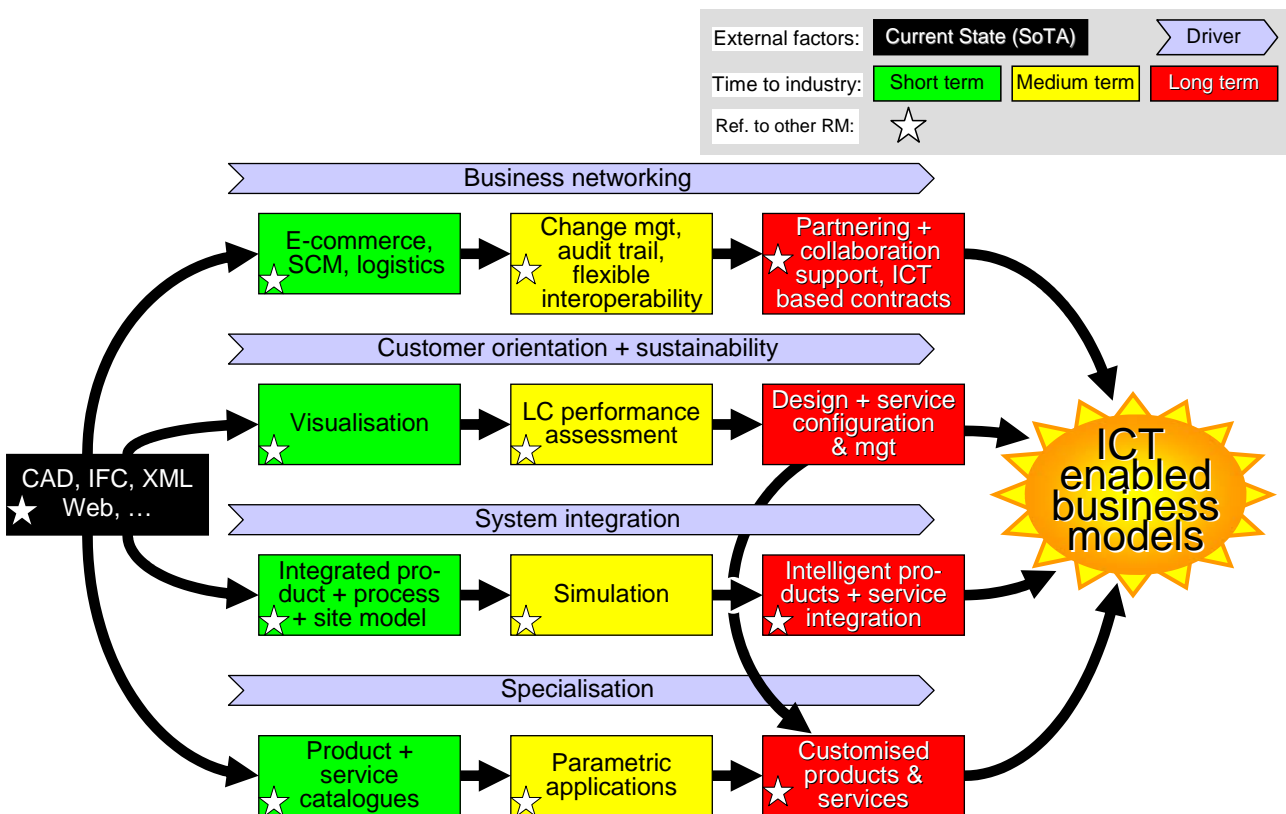 External factors:
Current State (SoTA)
Driver
Time to industry:
Short term
Medium term
Long term
Ref. to other RM:
Business networking
E-commerce,
SCM, logistics
Change mgt,
audit trail,
flexible
interoperability
Partnering +
collaboration
support, ICT
based contracts
Customer orientation + sustainability
Visualisation
LC performance
assessment
Design + service
configuration
& mgt
CAD, IFC, XML
Web, …
ICT
enabled
business
models
System integration
Integrated pro-
duct + process
+ site model
Simulation
Intelligent pro-
ducts + service
integration
Specialisation
Product +
service
catalogues
Parametric
applications
Customised
products &
services